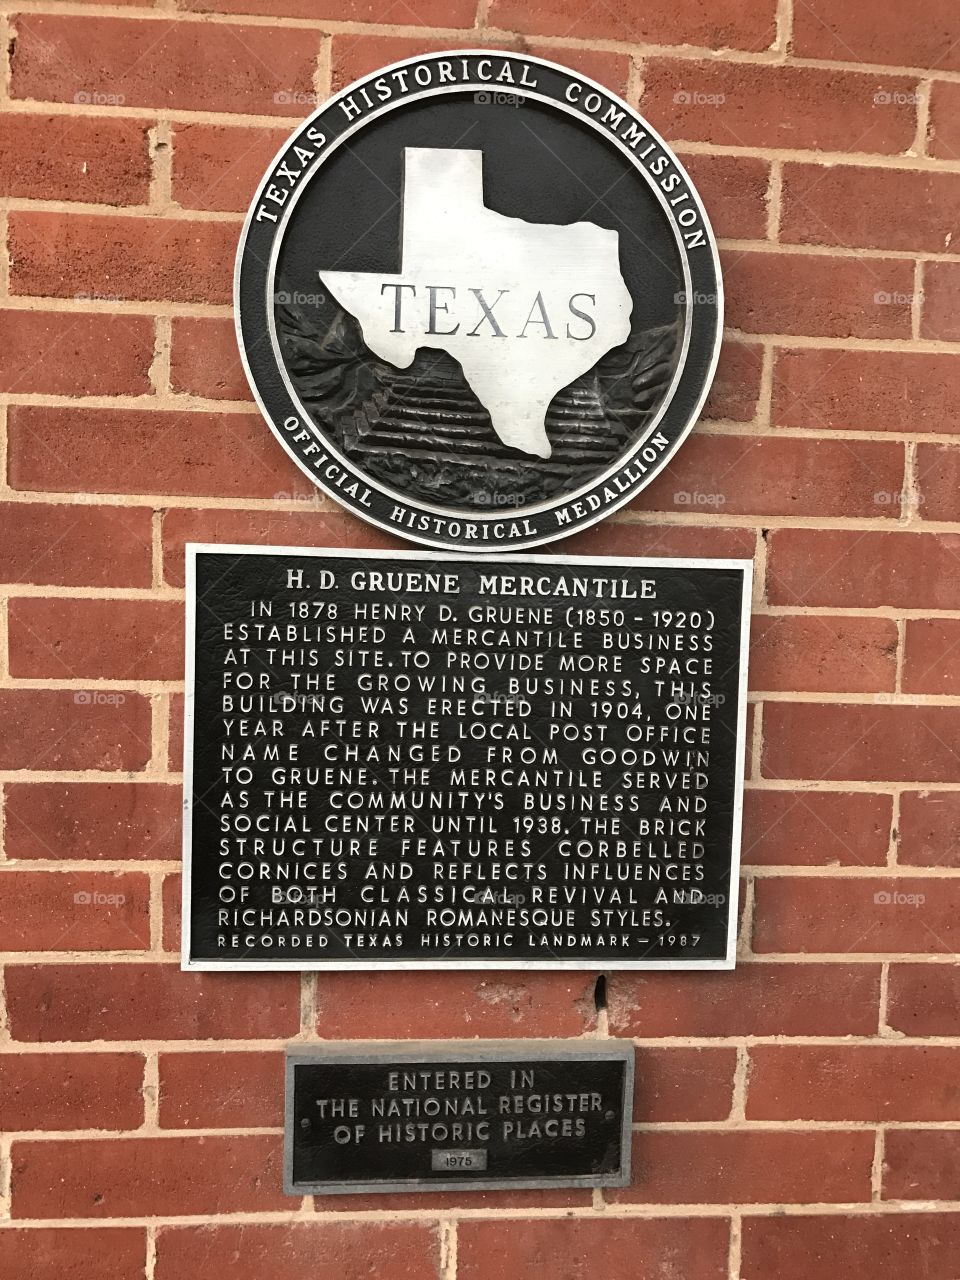 TEXAS HISTORICAL COMMISSION
TEXAS
OFFICIAL HISTORICAL MEDALLION
H. D. GRUENE MERCANTILE
IN 1878 HENRY D. GRUENE (1850 - 1920)
ESTABLISHED A MERCANTILE BUSINESS
AT THIS SITE. TO PROVIDE MORE SPACE
FOR THE GROWING BUSINESS, THIS
BUILDING WAS ERECTED IN 1904, ONE
YEAR AFTER THE LOCAL POST OFFICE
NAME CHANGED FROM GOODWIN
TO GRUENE. THE MERCANTILE SERVED
AS THE COMMUNITY'S BUSINESS AND
SOCIAL CENTER UNTIL 1938. THE BRICK
STRUCTURE FEATURES CORBELLED
CORNICES AND REFLECTS INFLUENCES
OF BOTH CLASSICAL REVIVAL AND
RICHARDSONIAN ROMANESQUE STYLES.
RECORDED TEXAS HISTORIC LANDMARK - 1987
ENTERED IN
THE NATIONAL REGISTER
OF HISTORIC PLACES
1975